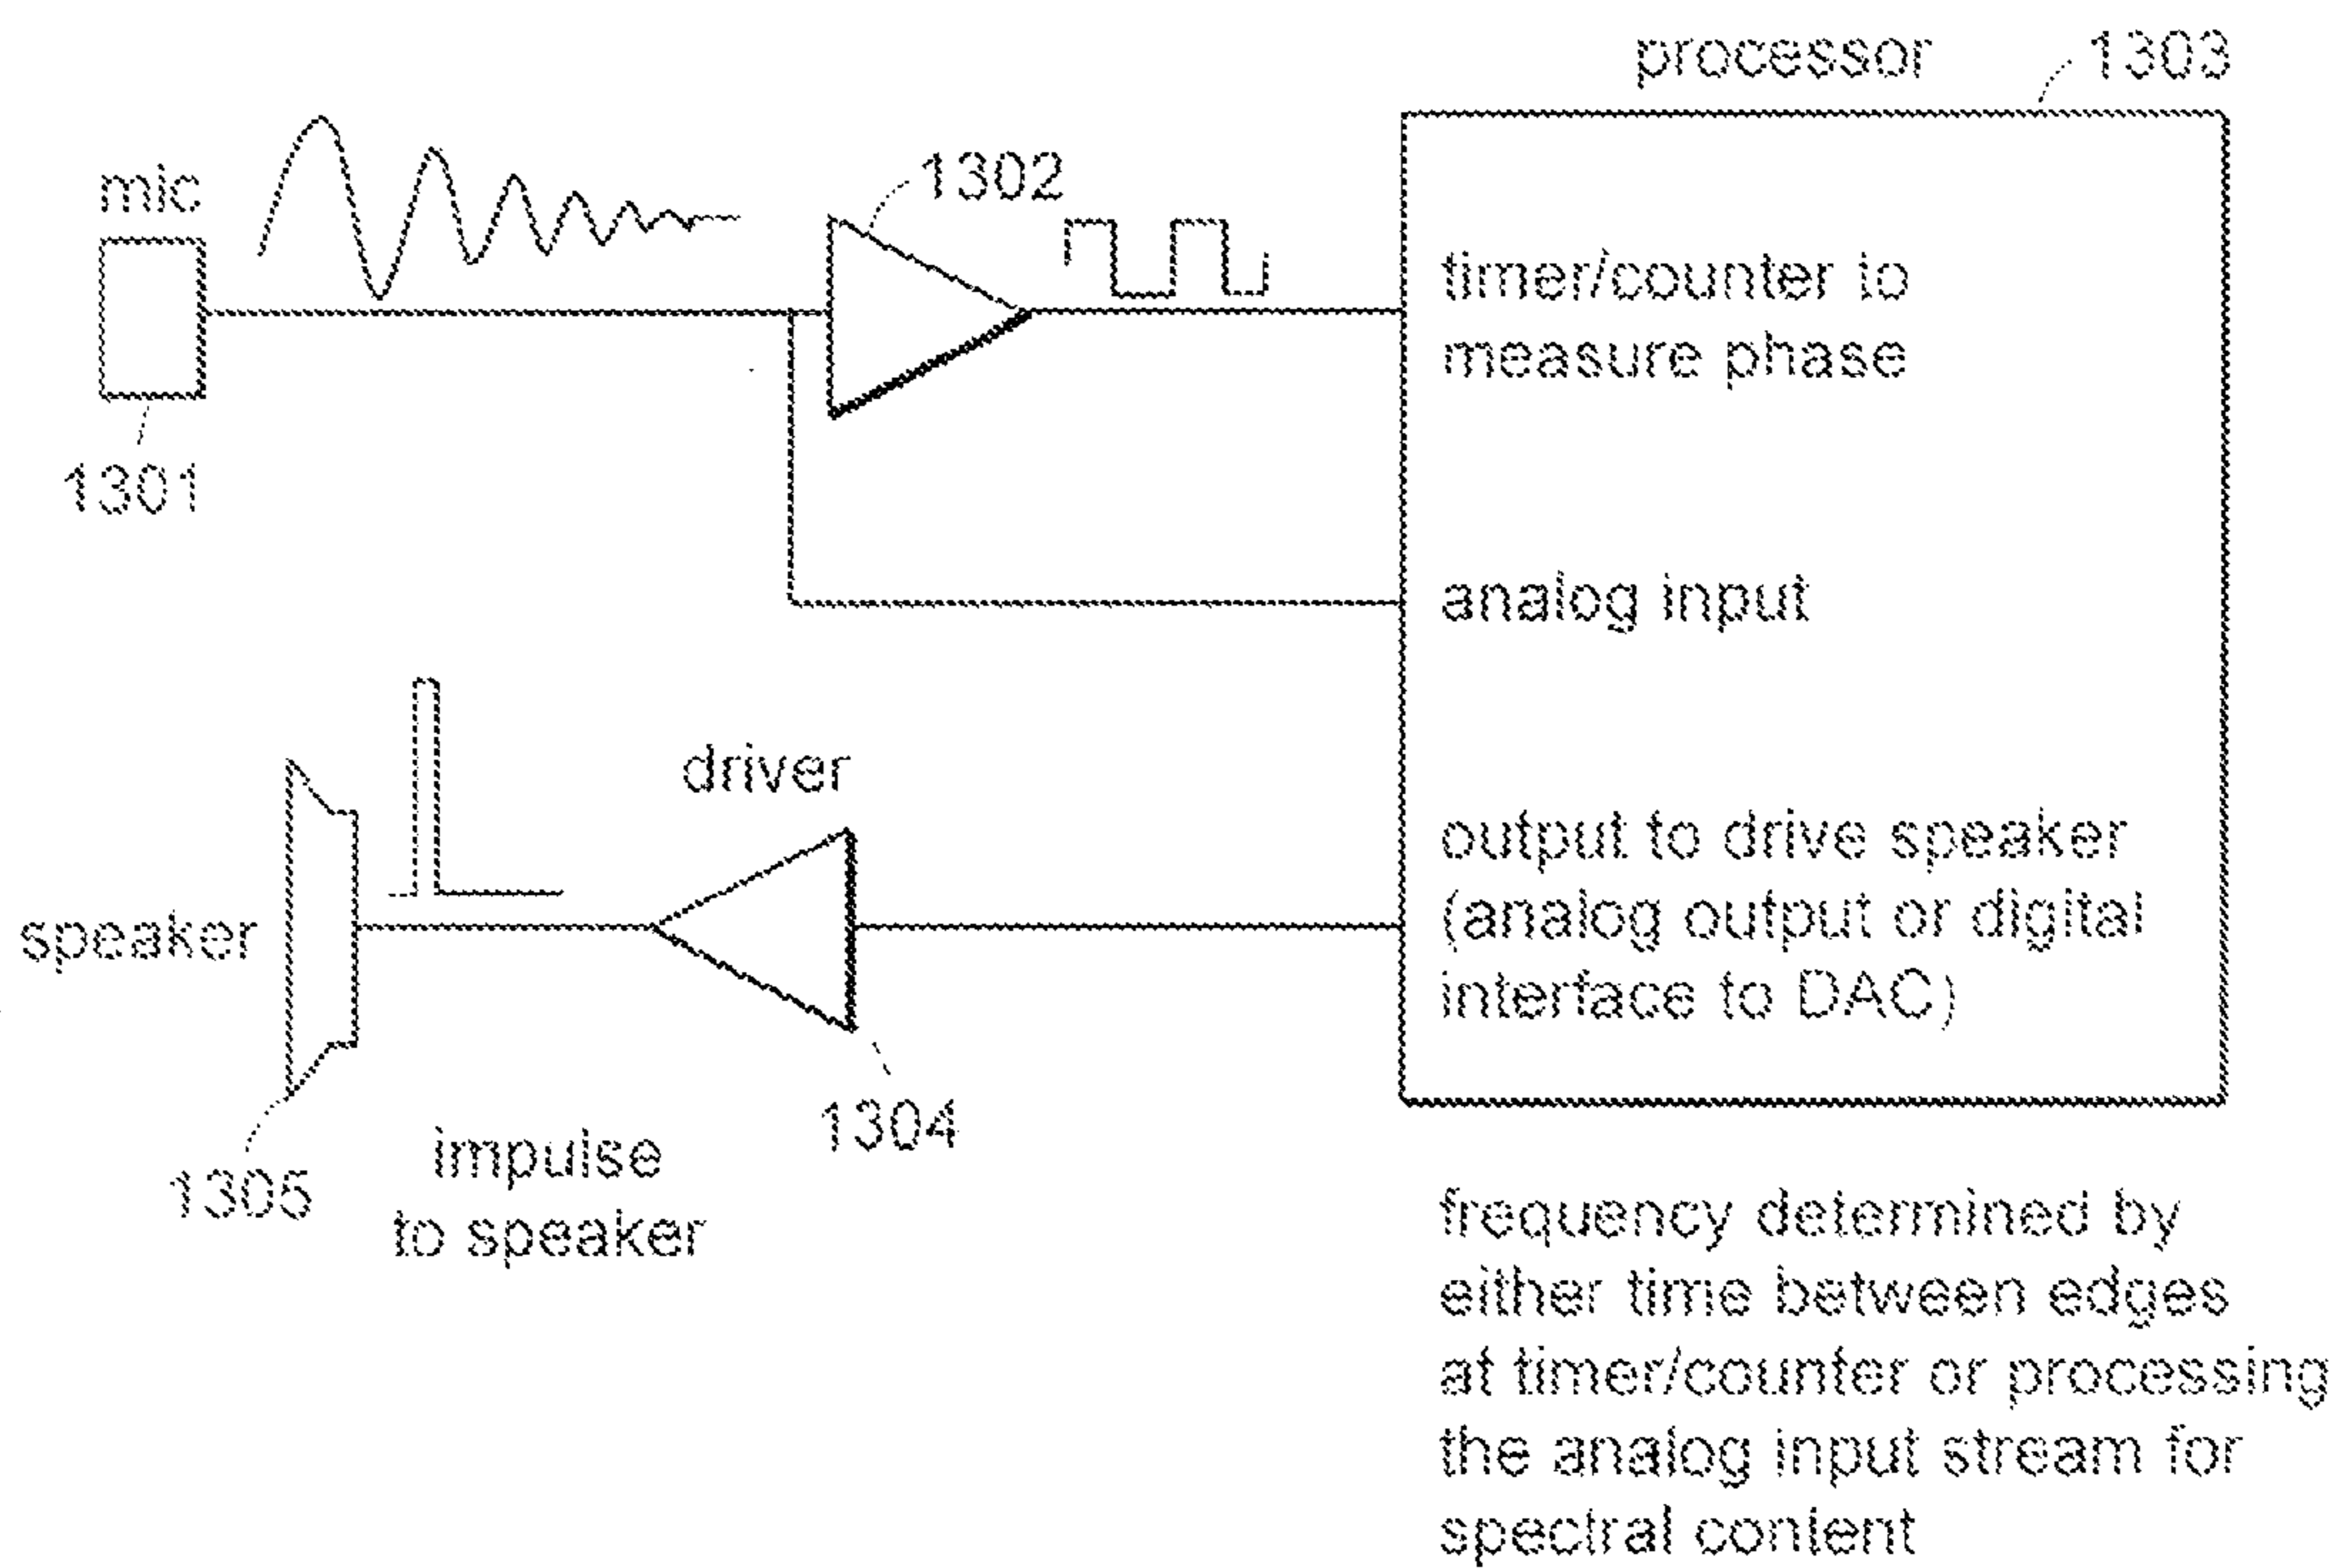 processor
1303
mic
1302
timer/counter to
measure phase
1301
analog input
driver
output to drive speaker
(analog output or digital
interface to DAC)
speaker
1304
impulse
to speaker
1305
frequency determined by
either time between edges
at timer/counter or processing
the analog input stream for
spectral content